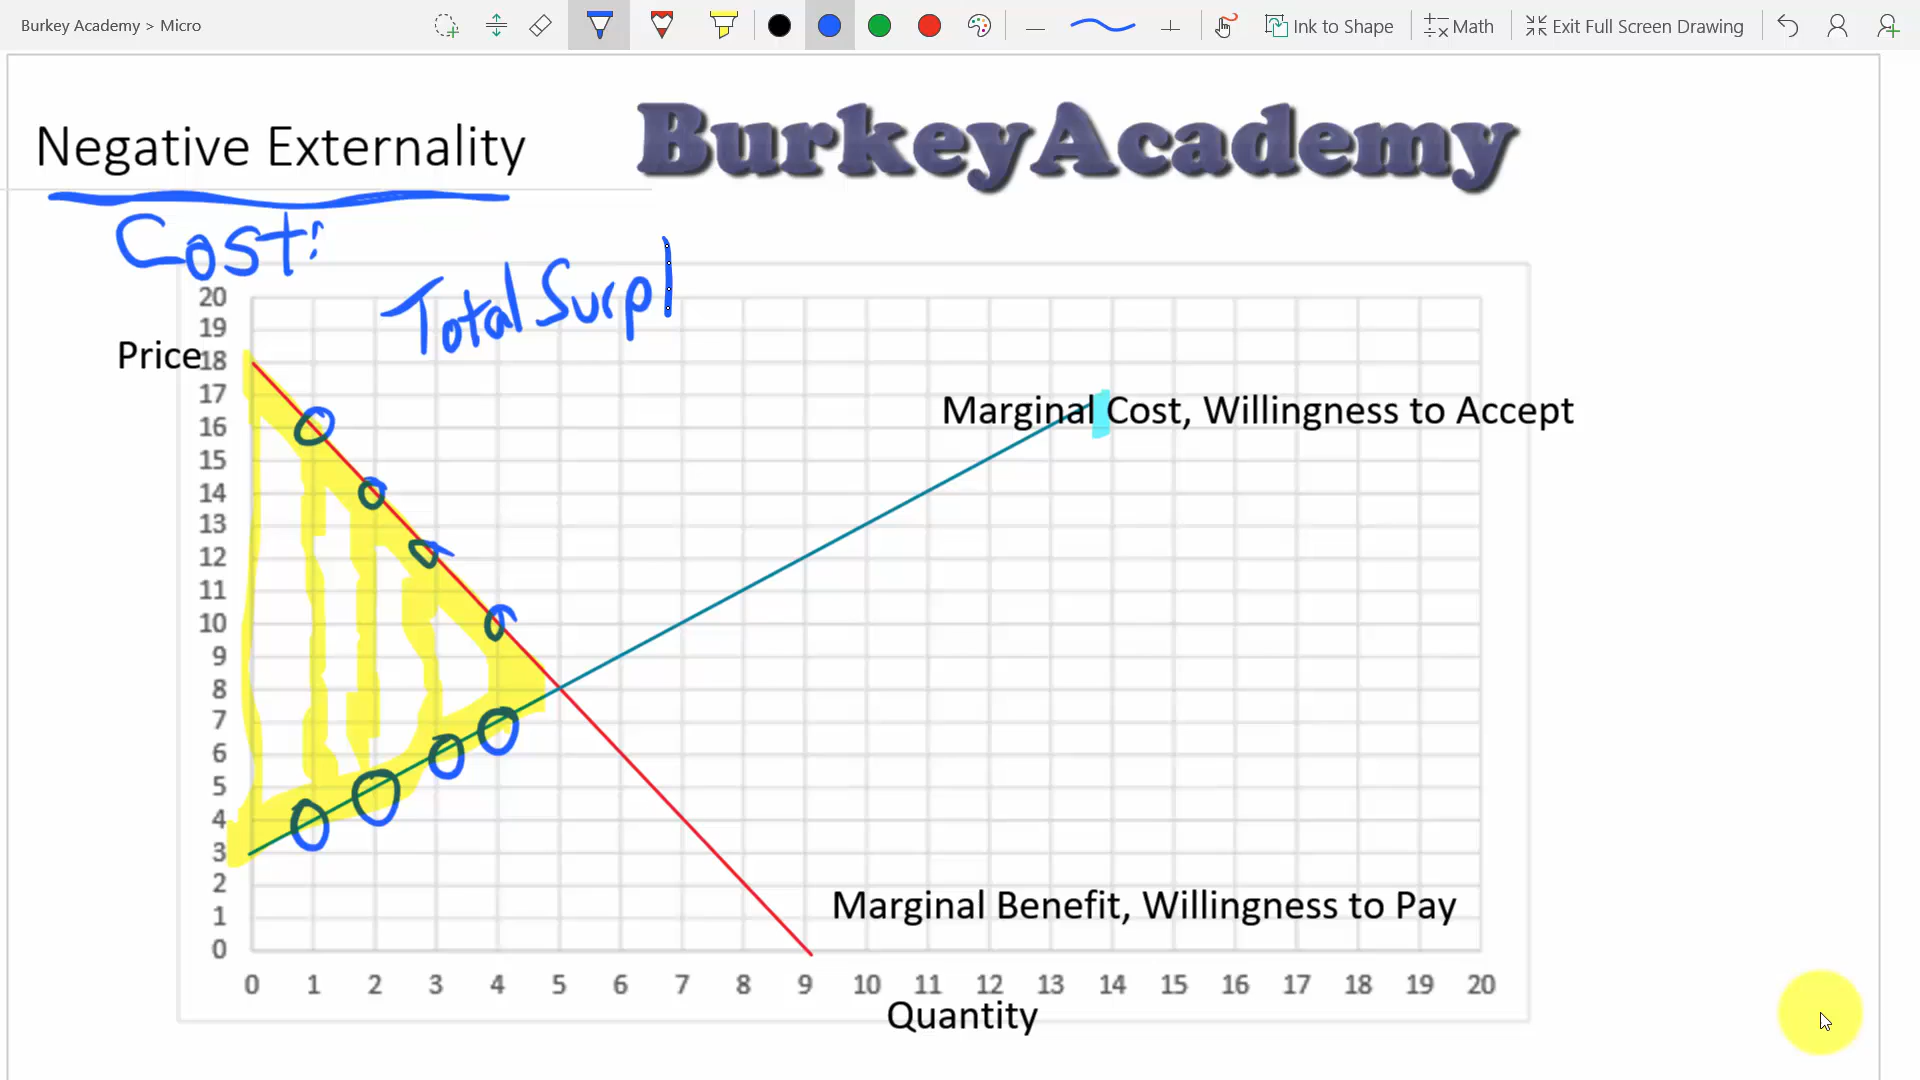 Burkey Academy > Micro
Ink to Shape
Math
Exit Full Screen Drawing
Negative Externality
BurkeyAcademy
Cost:
Total Surpl
Price
20
19
18
17
16
15
14
13
12
11
10
9
8
7
6
5
4
3
2
1
0
Marginal Cost, Willingness to Accept
Marginal Benefit, Willingness to Pay
0 1 2 3 4 5 6 7 8 9 10 11 12 13 14 15 16 17 18 19 20
Quantity